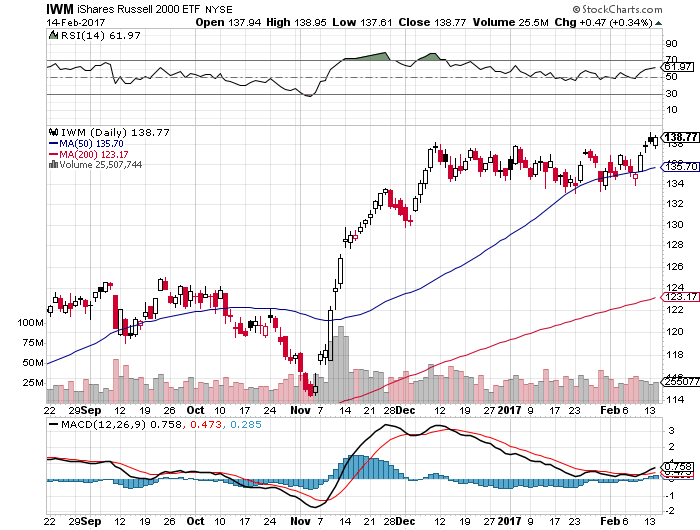 IWM iShares Russell 2000 ETF NYSE © StockCharts.com
14-Feb-2017 Open 137.94 High 138.95 Low 137.61 Close 138.77 Volume 25.5M Chg +0.47 (+0.34%)
RSI(14) 61.97
90
70
61.97
50
30
10
IWM (Daily) 138.77
MA(50) 135.70
MA(200) 123.17
Volume 25,507,744
138.77
138
136
135.70
134
132
130
128
126
124
123.17
122
120
118
116
114
100M
75M
50M
25M
255077
22 29 Sep 12 19 26 Oct 10 17 24 Nov 7 14 21 28 Dec 12 19 27 2017 9 17 23 Feb 6 13
MACD(12,26,9) 0.758, 0.473, 0.285
3
2
1
0.758
0
-1
22 29 Sep 12 19 26 Oct 10 17 24 Nov 7 14 21 28 Dec 12 19 27 2017 9 17 23 Feb 6 13